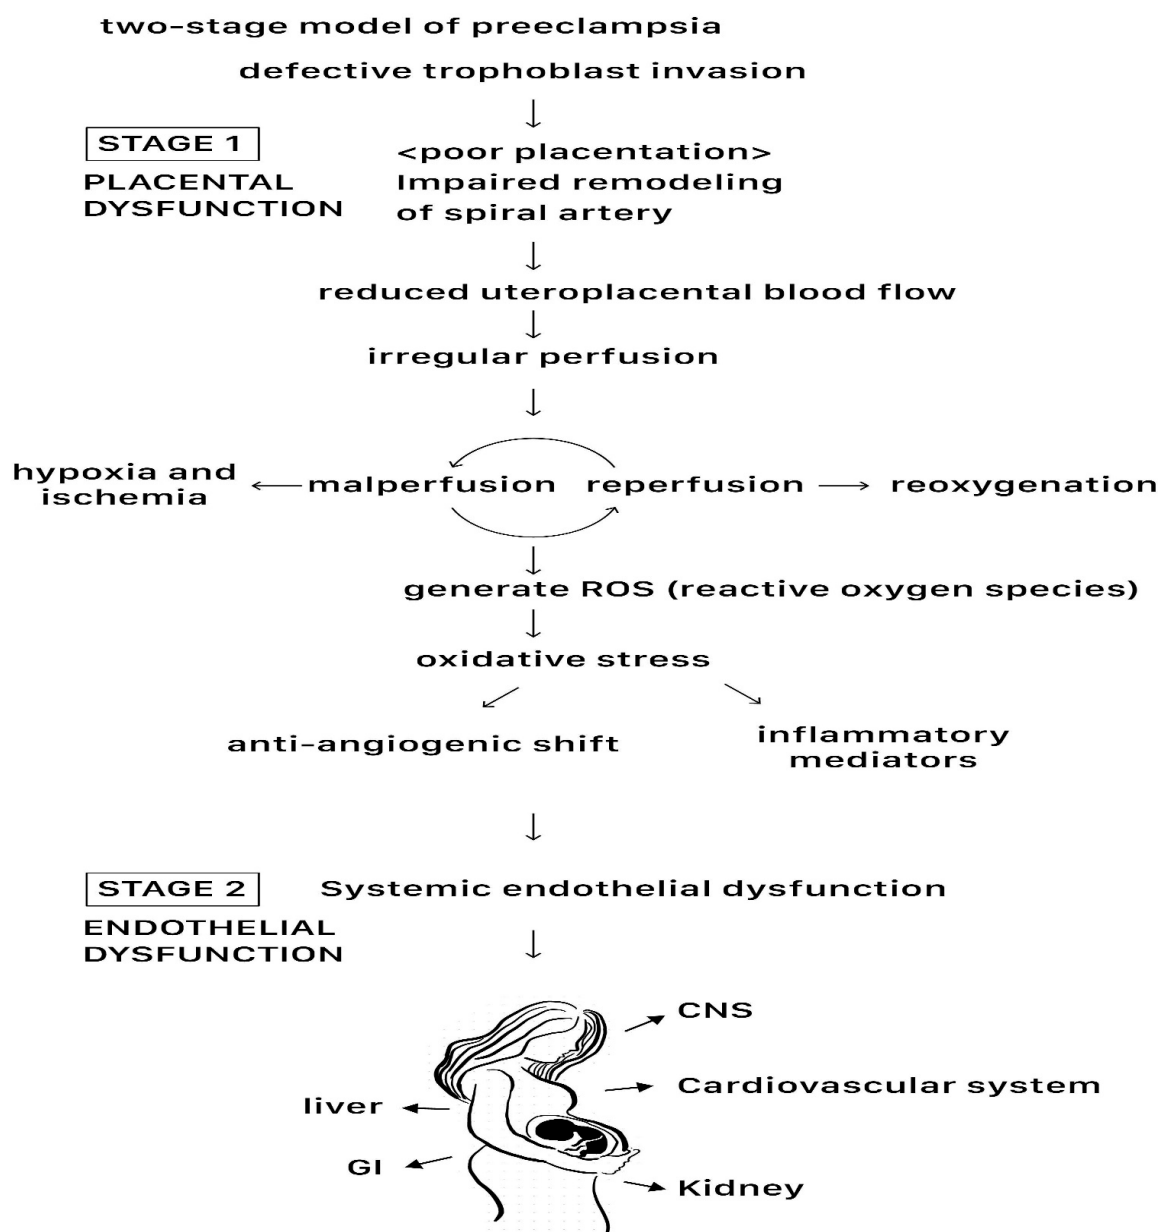 two-stage model of preeclampsia
defective trophoblast invasion
STAGE 1
PLACENTAL
DYSFUNCTION
<poor placentation>
Impaired remodeling
of spiral artery
reduced uteroplacental blood flow
irregular perfusion
hypoxia and
ischemia
malperfusion
reperfusion
reoxygenation
generate ROS (reactive oxygen species)
oxidative stress
anti-angiogenic shift
inflammatory
mediators
STAGE 2
ENDOTHELIAL
DYSFUNCTION
Systemic endothelial dysfunction
CNS
Cardiovascular system
liver
GI
Kidney